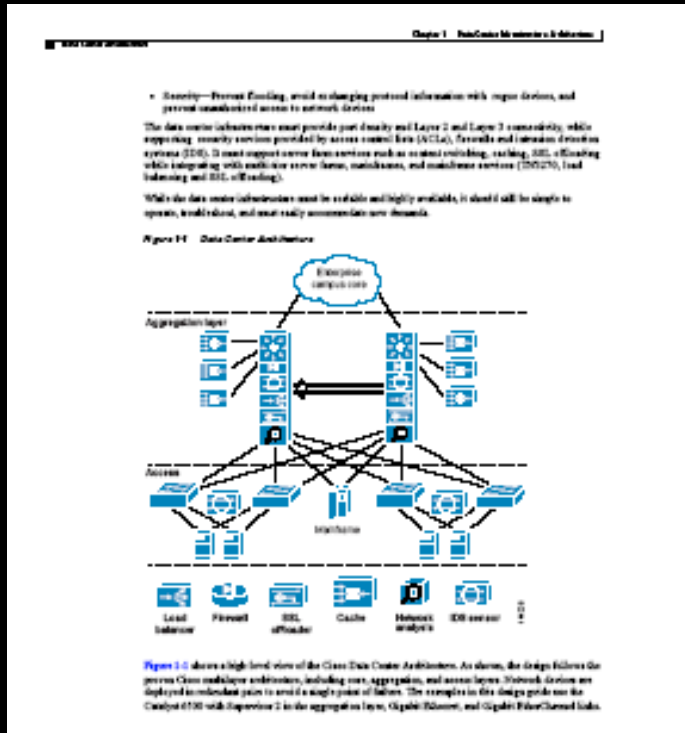 Chapter 1 Data Center Infrastructure Architecture
Data Center Architecture
• Security—Prevent flooding, avoid exchanging protocol information with rogue devices, and
prevent unauthorized access to network devices
The data center infrastructure must provide port density and Layer 2 and Layer 3 connectivity, while
supporting security services provided by access control lists (ACLs), firewalls and intrusion detection
systems (IDS). It must support server farm services such as content switching, caching, SSL offloading
while integrating with multi-tier server farms, mainframes, and mainframe services (TN3270, load
balancing and SSL offloading).
While the data center infrastructure must be scalable and highly available, it should still be simple to
operate, troubleshoot, and must easily accommodate new demands.
Figure 1-1 Data Center Architecture
Enterprise
campus core
Aggregation layer
Access
Mainframe
Load
balancer
Firewall
SSL
offloader
Cache
Network
analysis
IDS sensor
Figure 1-1 shows a high-level view of the Cisco Data Center Architecture. As shown, the design follows the
proven Cisco multilayer architecture, including core, aggregation, and access layers. Network devices are
deployed in redundant pairs to avoid a single point of failure. The examples in this design guide use the
Catalyst 6500 with Supervisor 2 in the aggregation layer, Gigabit Ethernet, and Gigabit EtherChannel links.